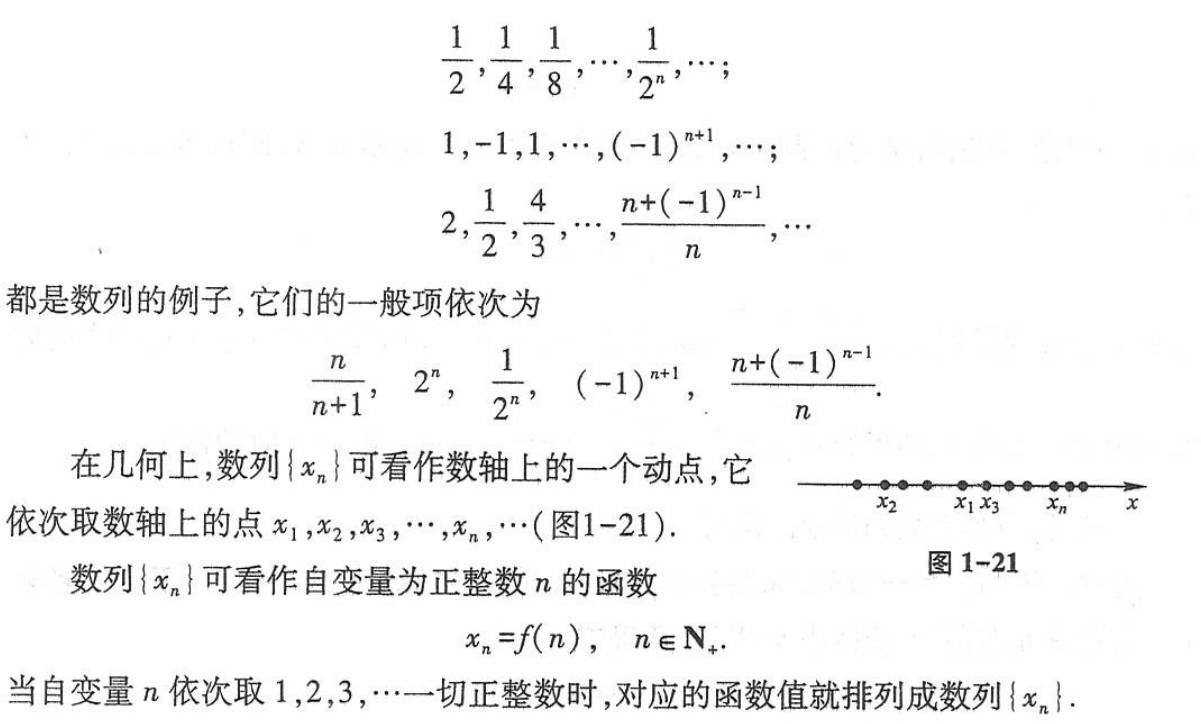 $\frac{1}{2},\frac{1}{4},\frac{1}{8},\cdots,\frac{1}{2^n},\cdots;$
$1,-1,1,\cdots,(-1)^{n+1},\cdots;$
$2,\frac{1}{2},\frac{4}{3},\cdots,\frac{n+(-1)^{n-1}}{n},\cdots$
都是数列的例子,它们的一般项依次为
$\frac{n}{n+1},\quad 2^n,\quad \frac{1}{2^n},\quad (-1)^{n+1},\quad \frac{n+(-1)^{n-1}}{n}.$
在几何上,数列$\{x_n\}$可看作数轴上的一个动点,它
依次取数轴上的点$x_1,x_2,x_3,\cdots,x_n,\cdots$(图1-21).
$x_2$ $x_1$ $x_3$ $x_n$ $x$
图 1-21
数列$\{x_n\}$可看作自变量为正整数 $n$ 的函数
$x_n=f(n),\quad n\in\mathbf{N}_+.$
当自变量 $n$ 依次取 1,2,3,…一切正整数时,对应的函数值就排列成数列$\{x_n\}$.